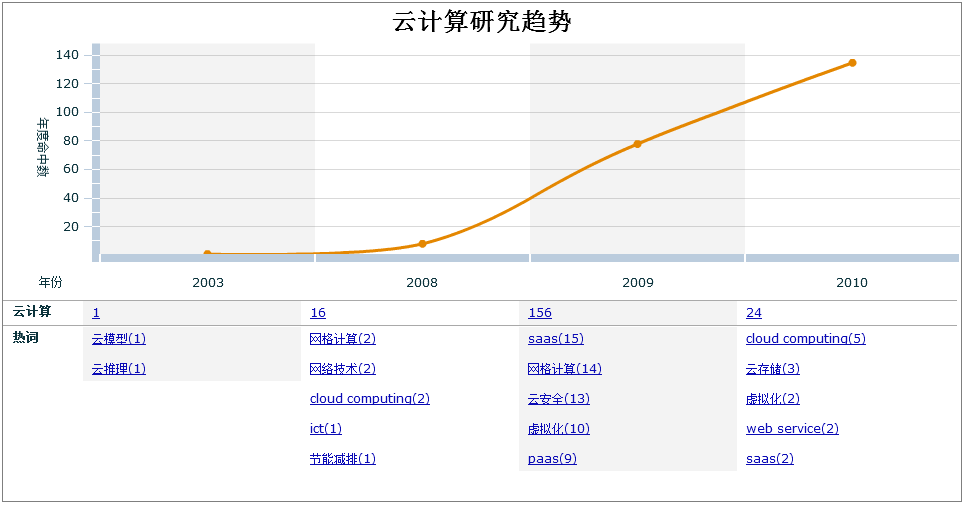 云计算研究趋势
140
120
100
80
60
40
20
年度命中数
年份 2003 2008 2009 2010
云计算 1 16 156 24
热词 云模型(1) 网格计算(2) saas(15) cloud computing(5)
云推理(1) 网络技术(2) 网格计算(14) 云存储(3)
cloud computing(2) 云安全(13) 虚拟化(2)
ict(1) 虚拟化(10) web service(2)
节能减排(1) paas(9) saas(2)